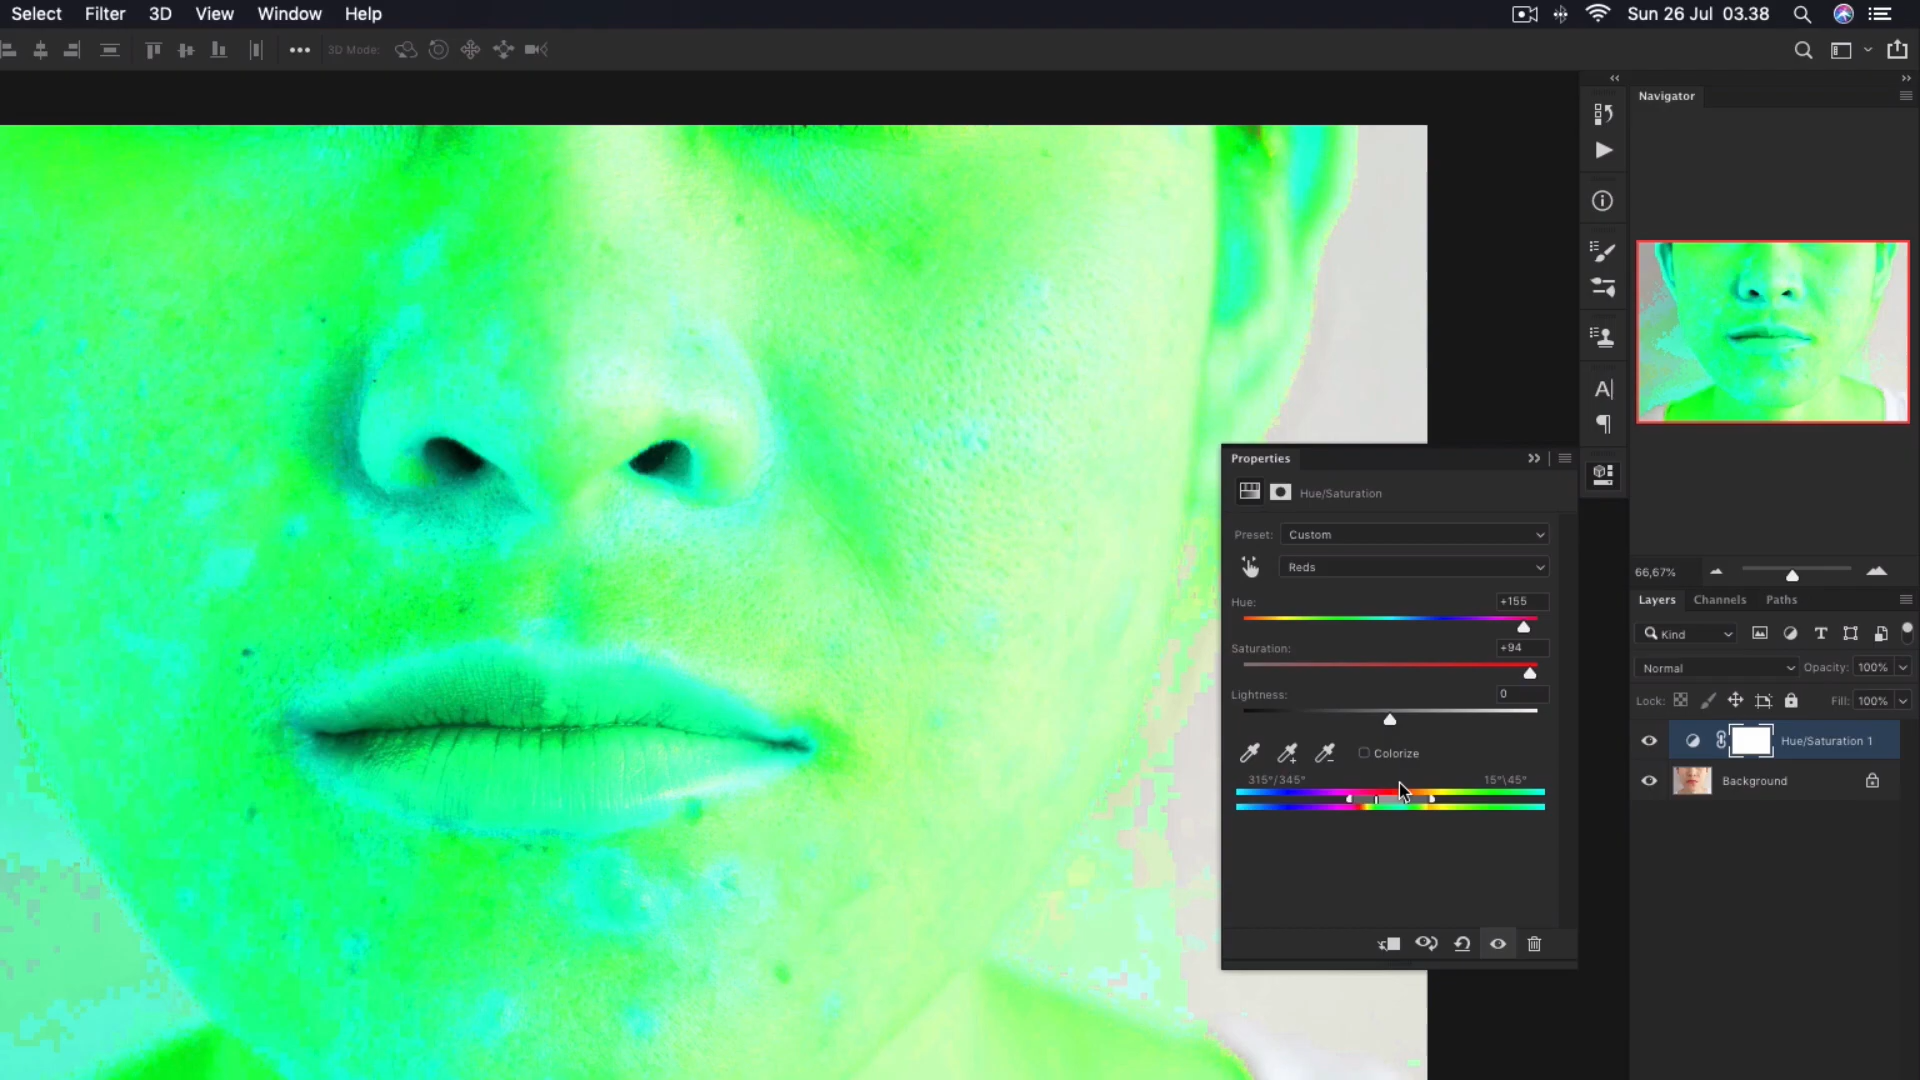 Select Filter 3D View Window Help Sun 26 Jul 03.38
3D Mode:
Navigator
66,67%
Layers Channels Paths
Kind
Normal Opacity: 100%
Lock: Fill: 100%
Hue/Saturation 1
Background
Properties
Hue/Saturation
Preset: Custom
Reds
Hue: +155
Saturation: +94
Lightness: 0
Colorize
315°/345° 15°\45°